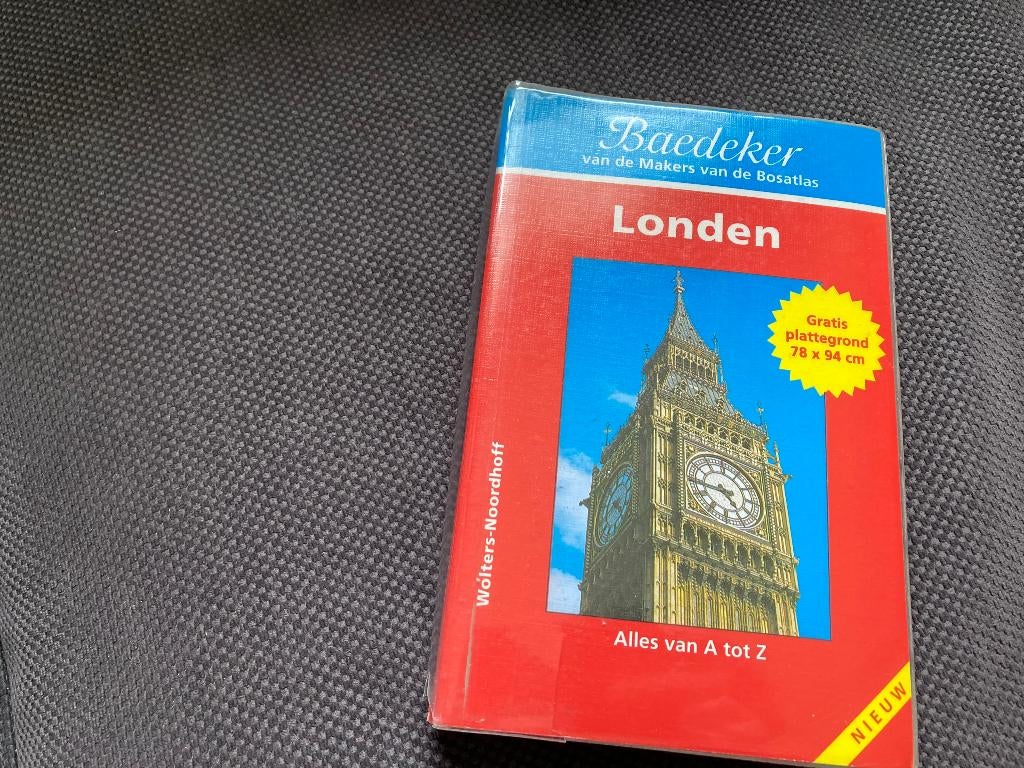 Baedeker
van de Makers van de Bosatlas
Londen
Gratis
plattegrond
78 x 94 cm
Wolters-Noordhoff
Alles van A tot Z
NIEUW